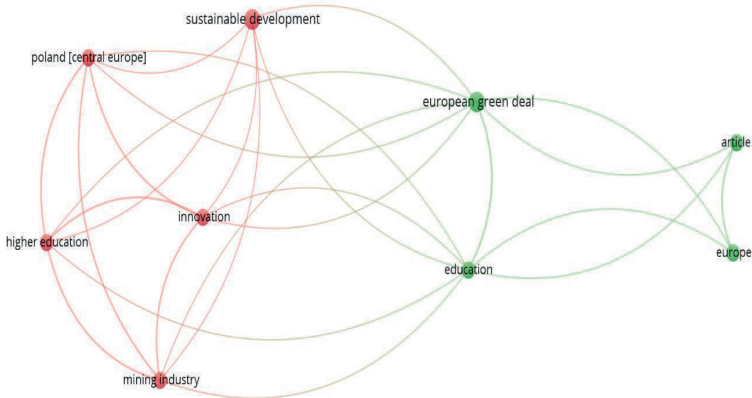 sustainable development
poland [central europe]
european green deal
article
innovation
higher education
europe
education
mining industry